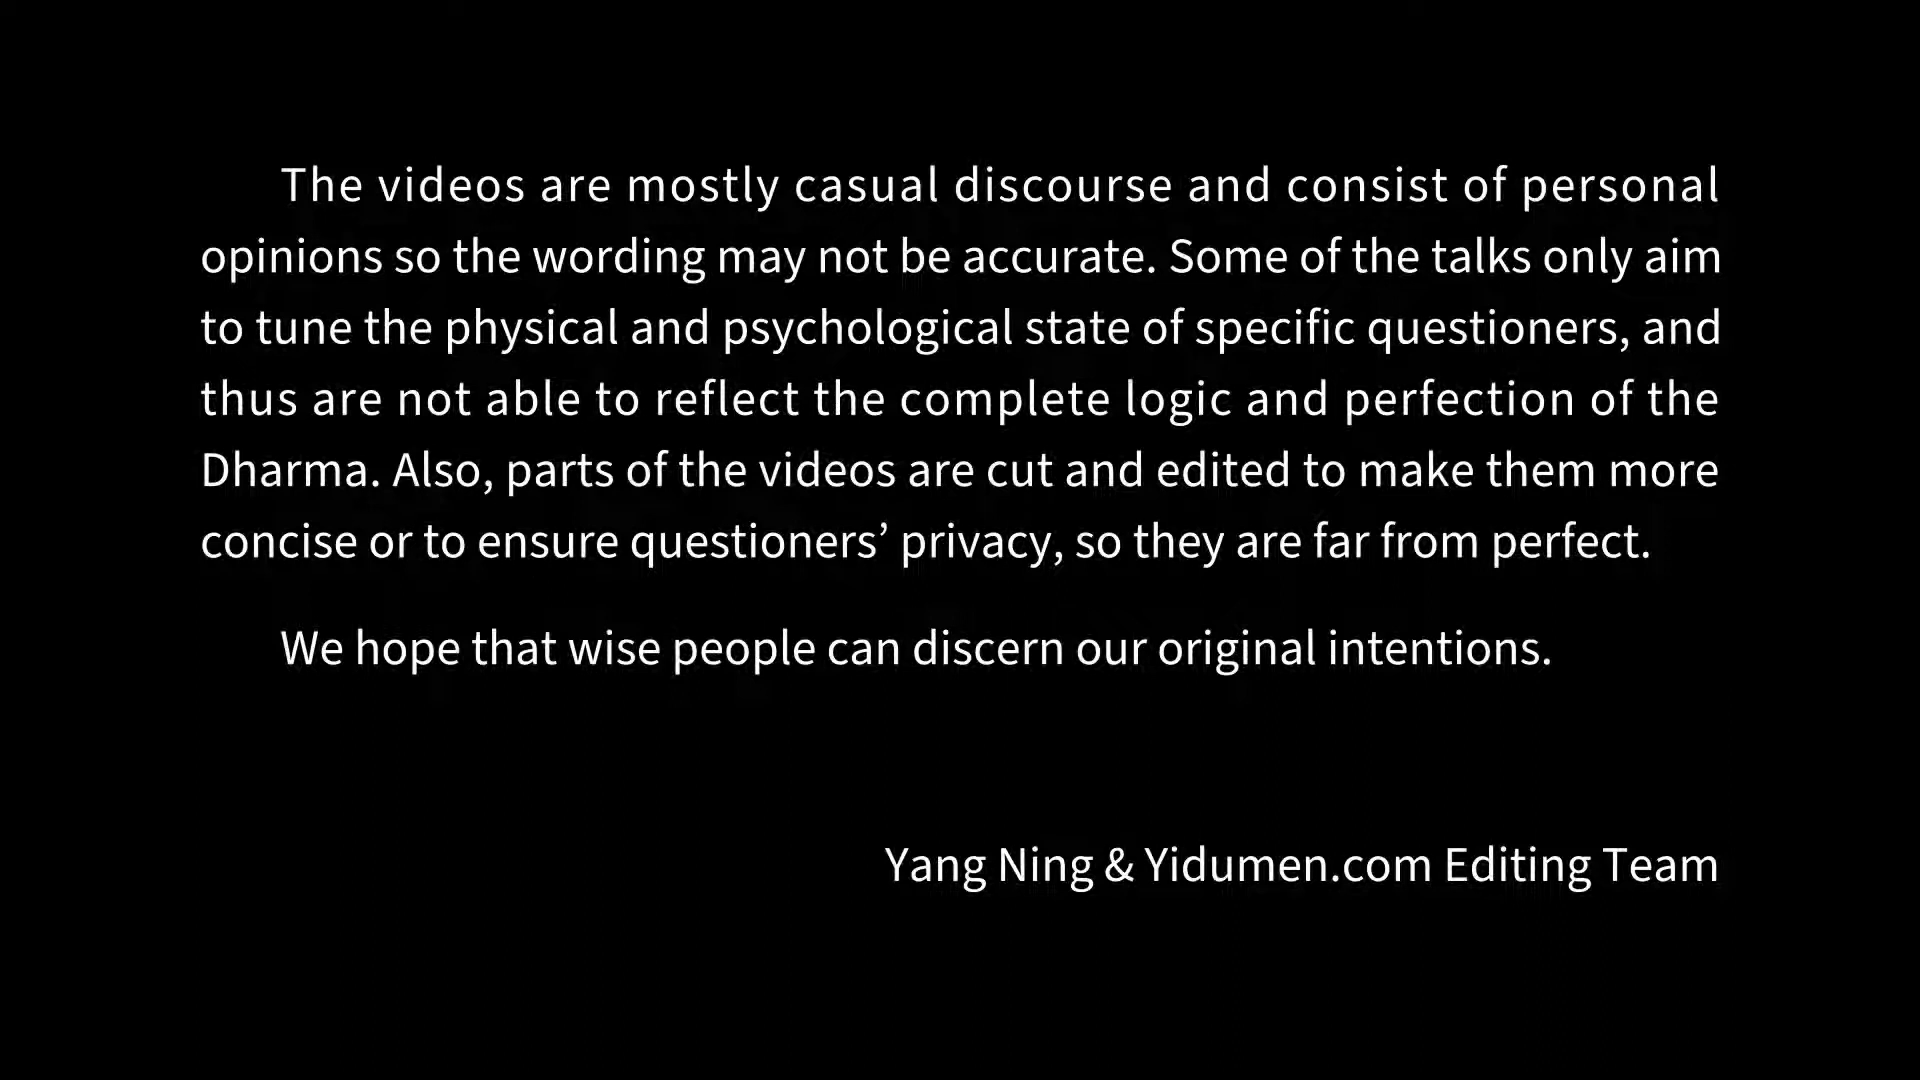 The videos are mostly casual discourse and consist of personal
opinions so the wording may not be accurate. Some of the talks only aim
to tune the physical and psychological state of specific questioners, and
thus are not able to reflect the complete logic and perfection of the
Dharma. Also, parts of the videos are cut and edited to make them more
concise or to ensure questioners’ privacy, so they are far from perfect.
We hope that wise people can discern our original intentions.
Yang Ning & Yidumen.com Editing Team